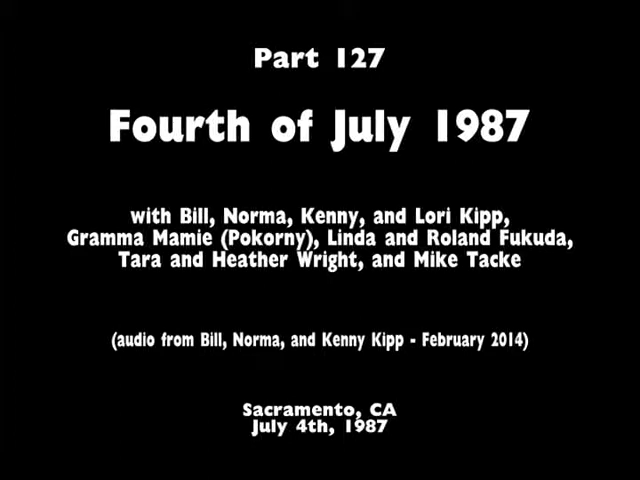 Part 127
Fourth of July 1987
with Bill, Norma, Kenny, and Lori Kipp,
Gramma Mamie (Pokorny), Linda and Roland Fukuda,
Tara and Heather Wright, and Mike Tacke
(audio from Bill, Norma, and Kenny Kipp - February 2014)
Sacramento, CA
July 4th, 1987